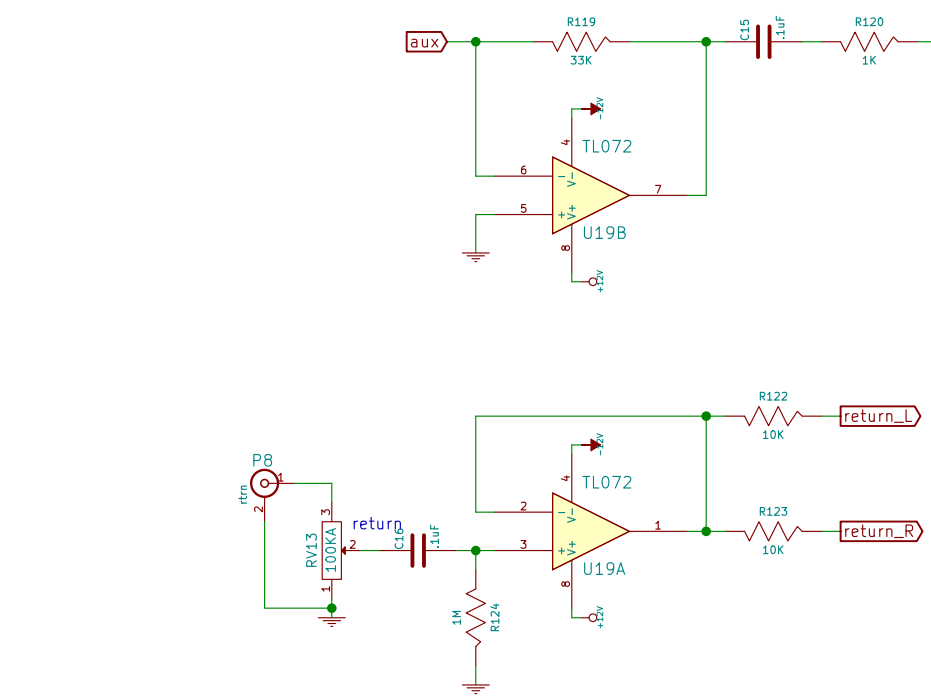 R119
aux
33K
C15
.1uF
R120
1K
-12V
4
TL072
6
-
V-
7
5
+
V+
U19B
8
+12V
R122
return_L
10K
P8
1
rtrn
2
-12V
4
TL072
2
-
V-
3
return
RV13
100KA
2
C16
.1uF
3
+
V+
1
R123
return_R
10K
U19A
8
1
1M
R124
+12V